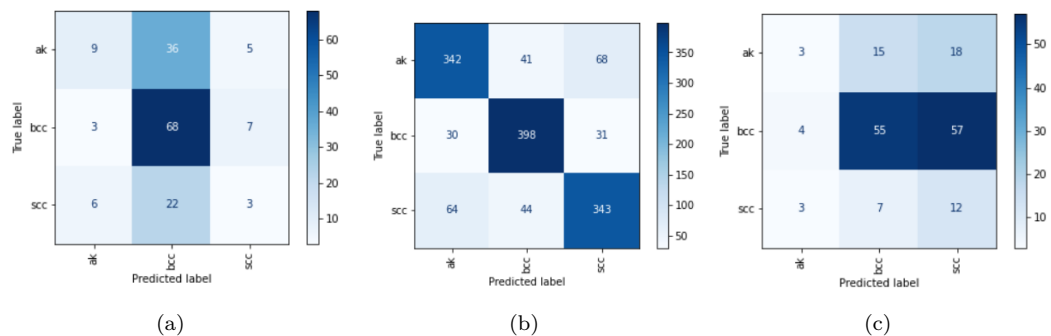 ak 9 36 5
bcc 3 68 7
scc 6 22 3
ak bcc scc
True label
Predicted label
60
50
40
30
20
10
(a)
ak 342 41 68
bcc 30 398 31
scc 64 44 343
ak bcc scc
True label
Predicted label
350
300
250
200
150
100
50
(b)
ak 3 15 18
bcc 4 55 57
scc 3 7 12
ak bcc scc
True label
Predicted label
50
40
30
20
10
(c)